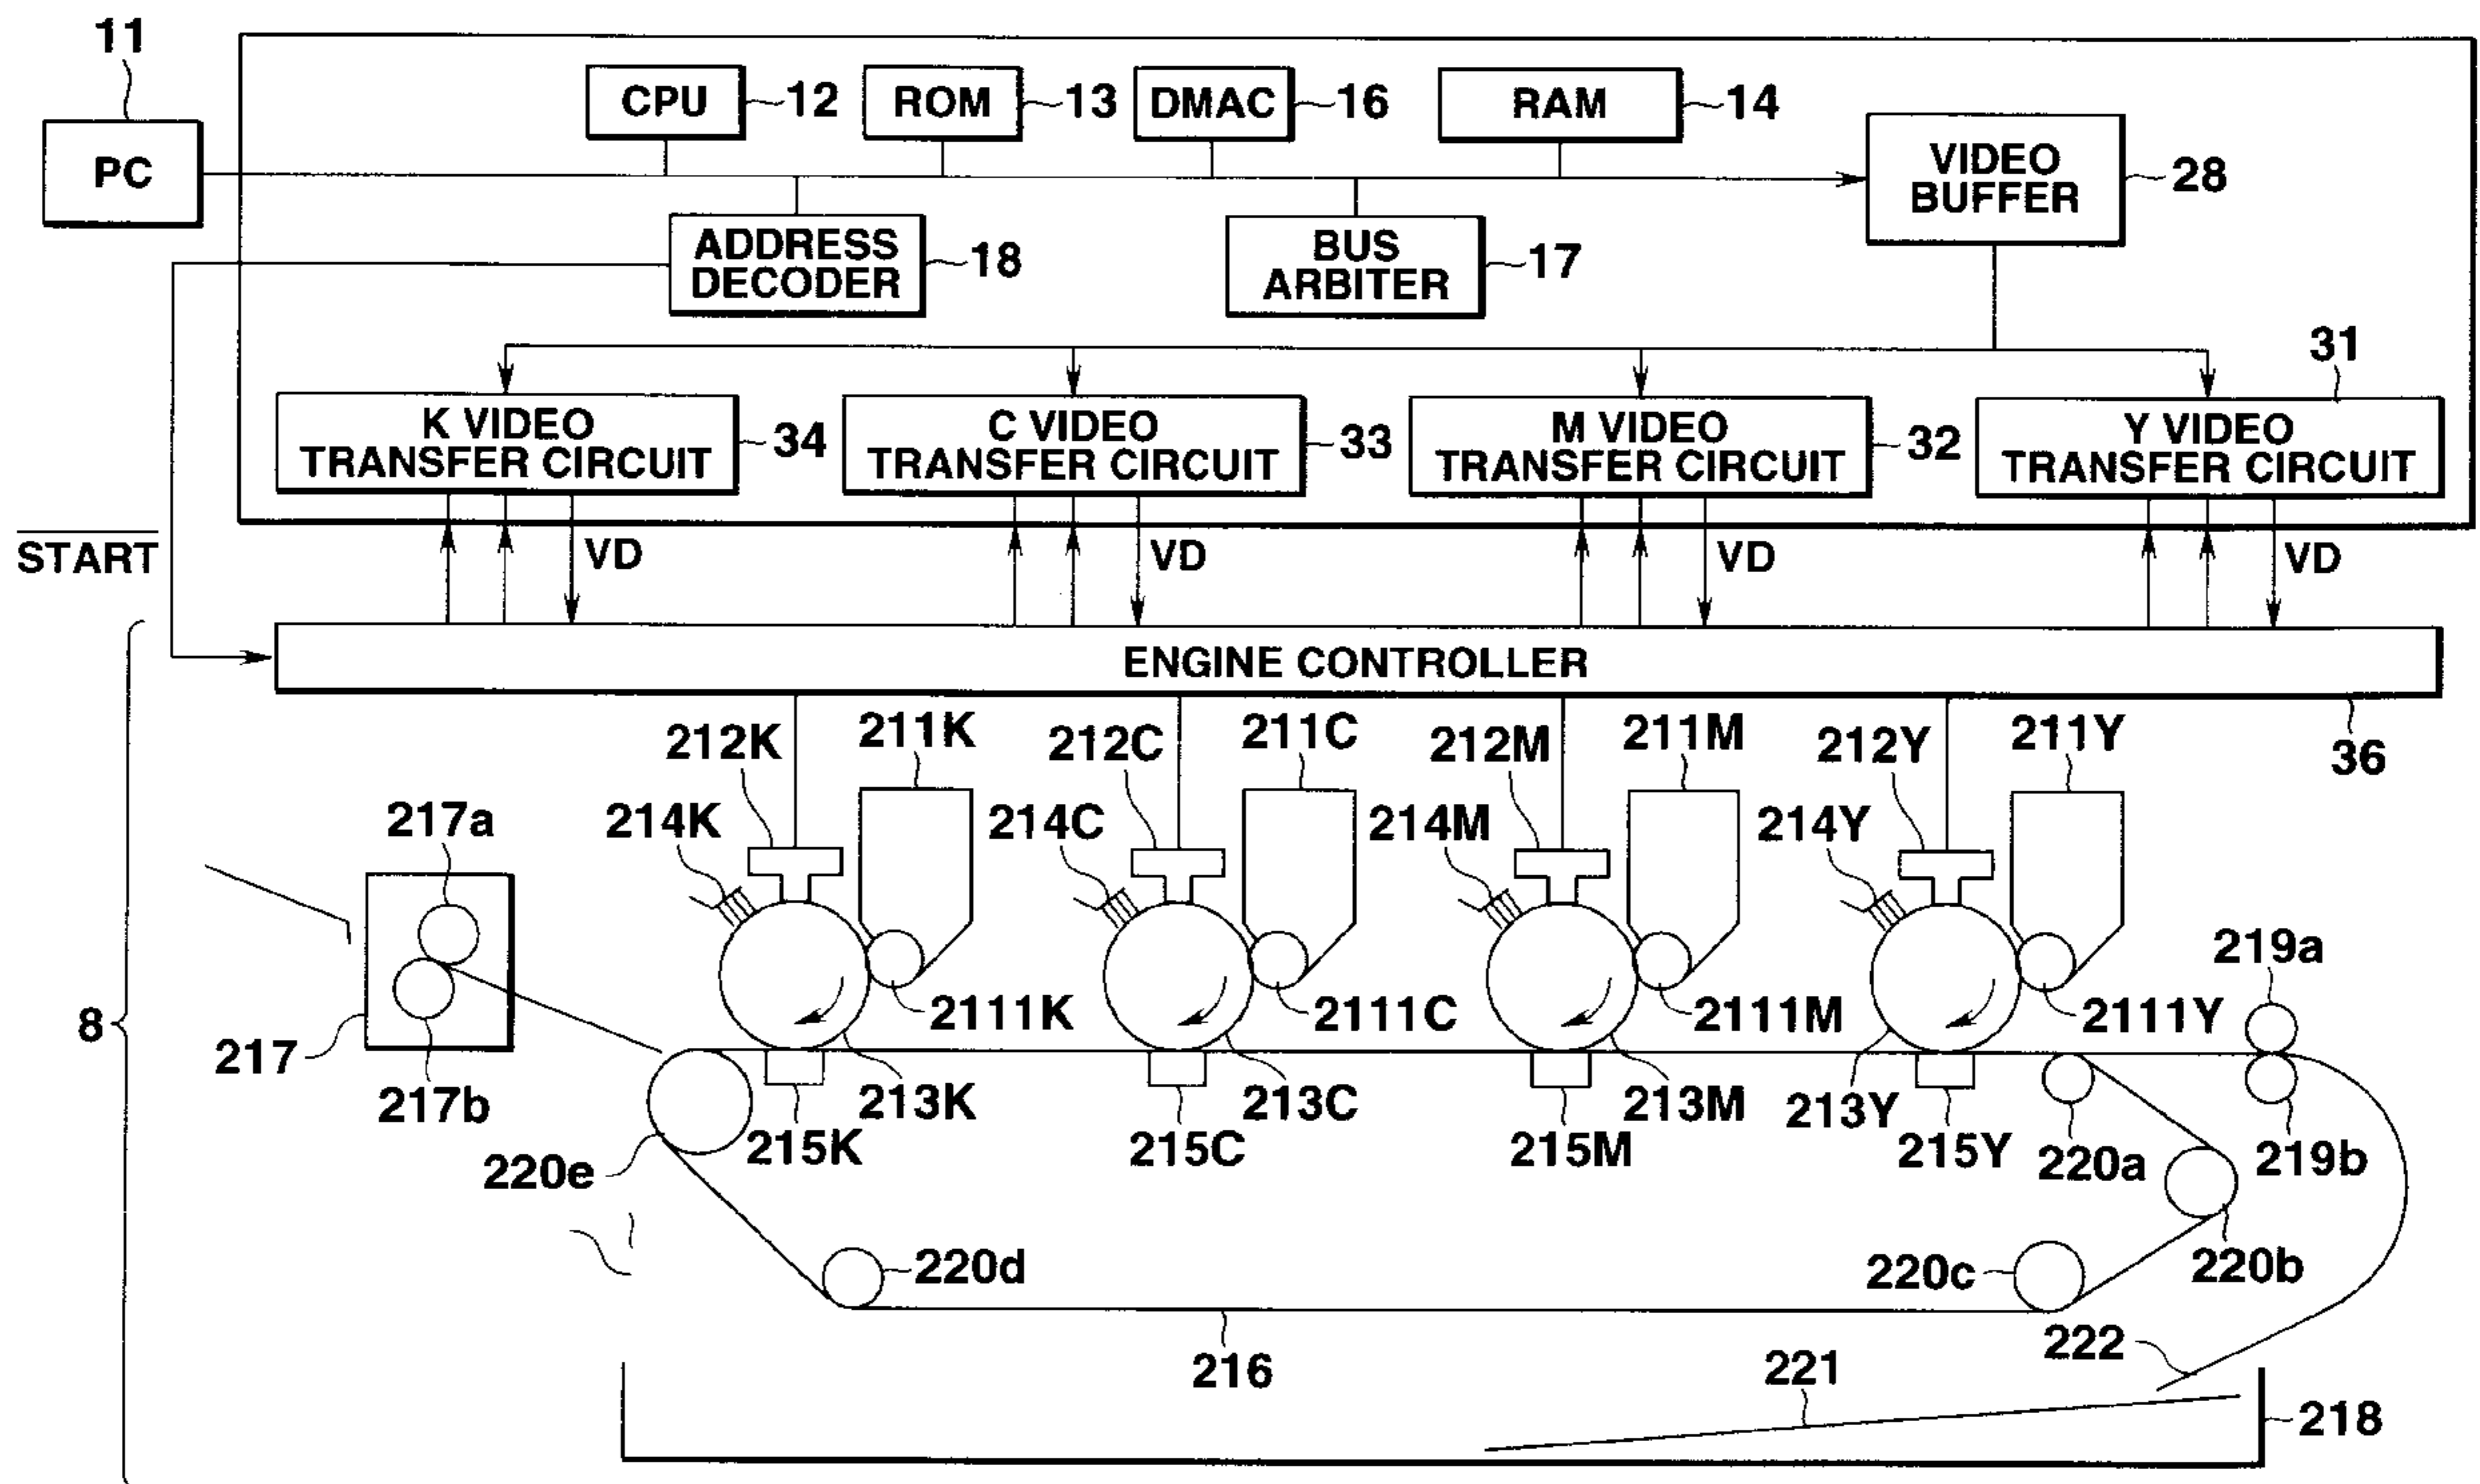 11
CPU 12 ROM 13 DMAC 16 RAM 14
PC
VIDEO
BUFFER
28
ADDRESS
DECODER
18
BUS
ARBITER
17
31
K VIDEO
TRANSFER CIRCUIT
34
C VIDEO
TRANSFER CIRCUIT
33
M VIDEO
TRANSFER CIRCUIT
32
Y VIDEO
TRANSFER CIRCUIT
START
VD VD VD VD
ENGINE CONTROLLER
36
212K 211K 212C 211C 212M 211M 212Y 211Y
217a 214K 214C 214M 214Y
219a
8
217
2111K 2111C 2111M 2111Y
217b 213K 213C 213M 213Y
220e 215K 215C 215M 215Y 220a 219b
220d 220c 220b
216 221 222
218